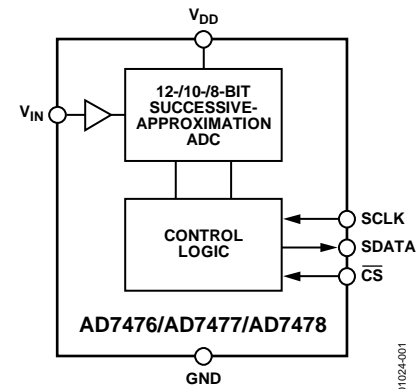 VDD
12-/10-/8-BIT
SUCCESSIVE-
APPROXIMATION
ADC
VIN
CONTROL
LOGIC
SCLK
SDATA
C̅S̅
AD7476/AD7477/AD7478
GND
01024-001